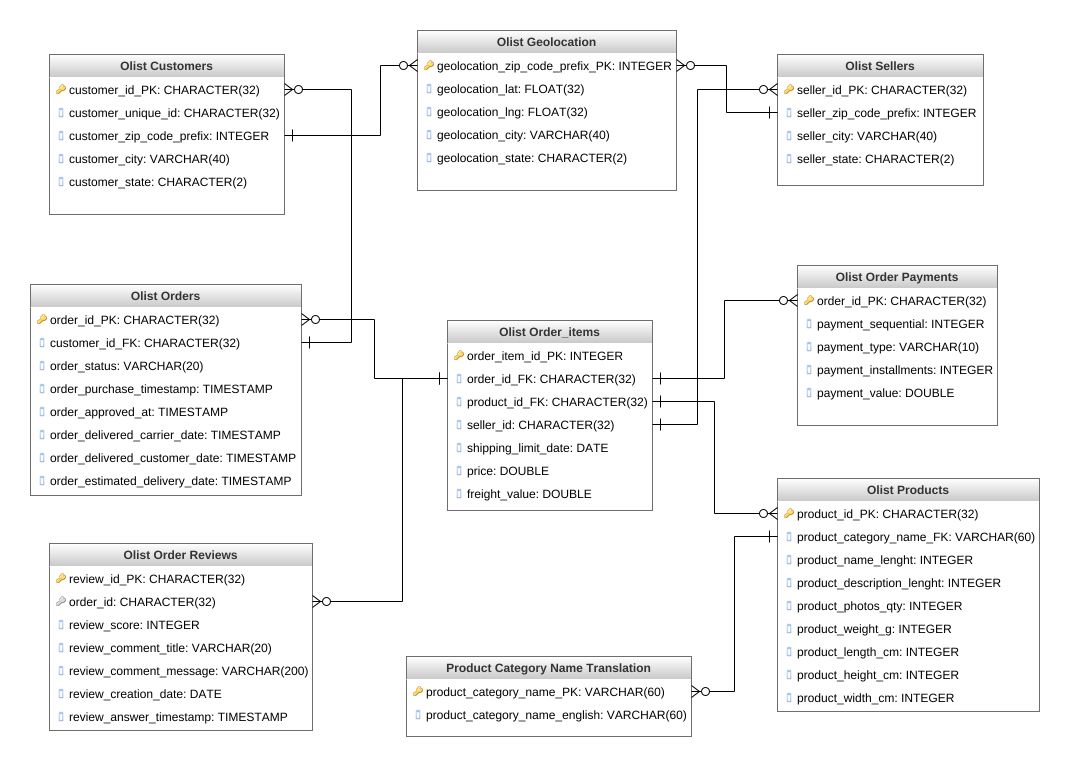 Olist Customers
customer_id_PK: CHARACTER(32)
customer_unique_id: CHARACTER(32)
customer_zip_code_prefix: INTEGER
customer_city: VARCHAR(40)
customer_state: CHARACTER(2)
Olist Geolocation
geolocation_zip_code_prefix_PK: INTEGER
geolocation_lat: FLOAT(32)
geolocation_lng: FLOAT(32)
geolocation_city: VARCHAR(40)
geolocation_state: CHARACTER(2)
Olist Sellers
seller_id_PK: CHARACTER(32)
seller_zip_code_prefix: INTEGER
seller_city: VARCHAR(40)
seller_state: CHARACTER(2)
Olist Orders
order_id_PK: CHARACTER(32)
customer_id_FK: CHARACTER(32)
order_status: VARCHAR(20)
order_purchase_timestamp: TIMESTAMP
order_approved_at: TIMESTAMP
order_delivered_carrier_date: TIMESTAMP
order_delivered_customer_date: TIMESTAMP
order_estimated_delivery_date: TIMESTAMP
Olist Order_items
order_item_id_PK: INTEGER
order_id_FK: CHARACTER(32)
product_id_FK: CHARACTER(32)
seller_id: CHARACTER(32)
shipping_limit_date: DATE
price: DOUBLE
freight_value: DOUBLE
Olist Order Payments
order_id_PK: CHARACTER(32)
payment_sequential: INTEGER
payment_type: VARCHAR(10)
payment_installments: INTEGER
payment_value: DOUBLE
Olist Order Reviews
review_id_PK: CHARACTER(32)
order_id: CHARACTER(32)
review_score: INTEGER
review_comment_title: VARCHAR(20)
review_comment_message: VARCHAR(200)
review_creation_date: DATE
review_answer_timestamp: TIMESTAMP
Product Category Name Translation
product_category_name_PK: VARCHAR(60)
product_category_name_english: VARCHAR(60)
Olist Products
product_id_PK: CHARACTER(32)
product_category_name_FK: VARCHAR(60)
product_name_lenght: INTEGER
product_description_lenght: INTEGER
product_photos_qty: INTEGER
product_weight_g: INTEGER
product_length_cm: INTEGER
product_height_cm: INTEGER
product_width_cm: INTEGER